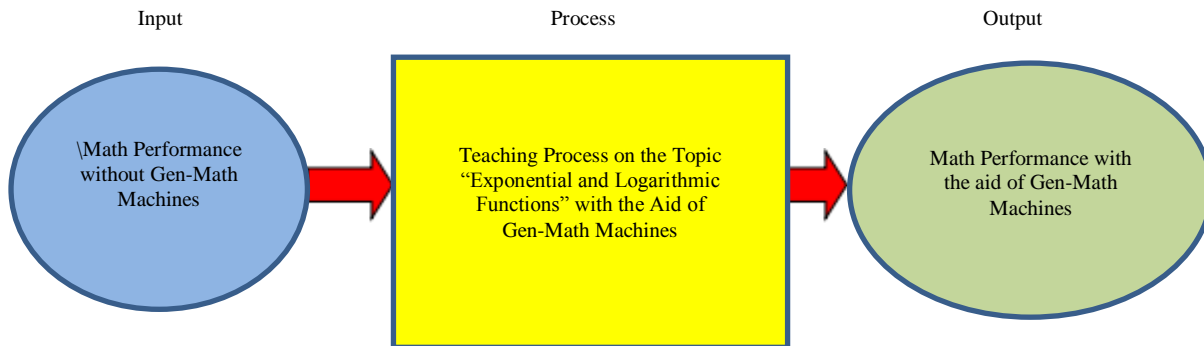 Input
Process
Output
\Math Performance
without Gen-Math
Machines
Teaching Process on the Topic
“Exponential and Logarithmic
Functions” with the Aid of
Gen-Math Machines
Math Performance with
the aid of Gen-Math
Machines